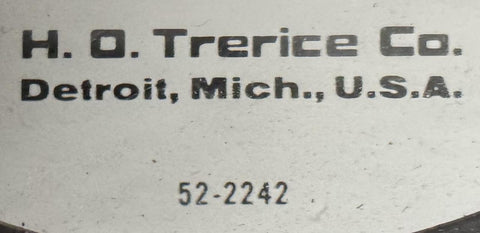 H. O. Trerice Co.
Detroit, Mich., U.S.A.
52-2242